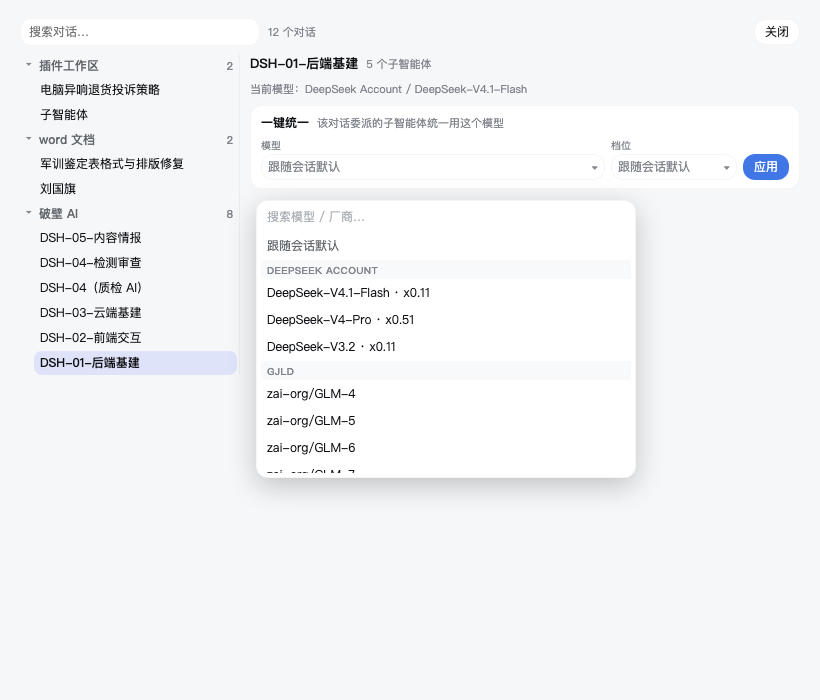 搜索对话...
12 个对话
关闭
插件工作区 2
电脑异响退货投诉策略
子智能体
word 文档 2
军训鉴定表格式与排版修复
刘国旗
破壁 AI 8
DSH-05-内容情报
DSH-04-检测审查
DSH-04（质检 AI）
DSH-03-云端基建
DSH-02-前端交互
DSH-01-后端基建
DSH-01-后端基建 5 个子智能体
当前模型：DeepSeek Account / DeepSeek-V4.1-Flash
一键统一 该对话委派的子智能体统一用这个模型
模型 档位
跟随会话默认 跟随会话默认 应用
搜索模型 / 厂商...
跟随会话默认
DEEPSEEK ACCOUNT
DeepSeek-V4.1-Flash · x0.11
DeepSeek-V4-Pro · x0.51
DeepSeek-V3.2 · x0.11
GJLD
zai-org/GLM-4
zai-org/GLM-5
zai-org/GLM-6
zai-org/GLM-7